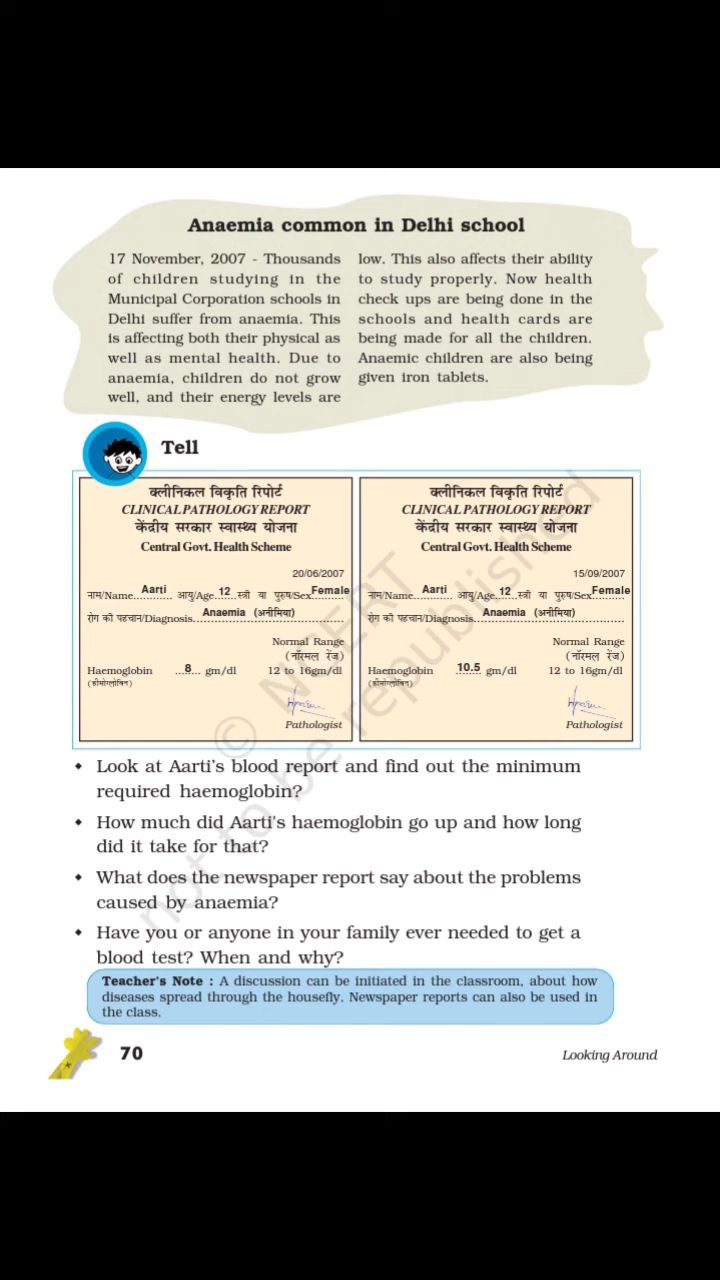 Anaemia common in Delhi school
17 November, 2007 - Thousands
of children studying in the
Municipal Corporation schools in
Delhi suffer from anaemia. This
is affecting both their physical as
well as mental health. Due to
anaemia, children do not grow
well, and their energy levels are
low. This also affects their ability
to study properly. Now health
check ups are being done in the
schools and health cards are
being made for all the children.
Anaemic children are also being
given iron tablets.
Tell
क्लीनिकल विकृति रिपोर्ट
CLINICAL PATHOLOGY REPORT
केंद्रीय सरकार स्वास्थ्य योजना
Central Govt. Health Scheme
20/06/2007
नाम/Name Aarti आयु/Age 12 स्त्री या पुरुष/Sex Female
रोग की पहचान/Diagnosis Anaemia (अनीमिया)
Normal Range
(नॉरमल रेंज)
Haemoglobin ...8... gm/dl 12 to 16gm/dl
(हीमोग्लोबिन)
Pathologist
क्लीनिकल विकृति रिपोर्ट
CLINICAL PATHOLOGY REPORT
केंद्रीय सरकार स्वास्थ्य योजना
Central Govt. Health Scheme
15/09/2007
नाम/Name Aarti आयु/Age 12 स्त्री या पुरुष/Sex Female
रोग की पहचान/Diagnosis Anaemia (अनीमिया)
Normal Range
(नॉरमल रेंज)
Haemoglobin 10.5 gm/dl 12 to 16gm/dl
(हीमोग्लोबिन)
Pathologist
© NCERT
not to be republished
• Look at Aarti's blood report and find out the minimum
required haemoglobin?
• How much did Aarti's haemoglobin go up and how long
did it take for that?
• What does the newspaper report say about the problems
caused by anaemia?
• Have you or anyone in your family ever needed to get a
blood test? When and why?
Teacher's Note : A discussion can be initiated in the classroom, about how
diseases spread through the housefly. Newspaper reports can also be used in
the class.
70
Looking Around